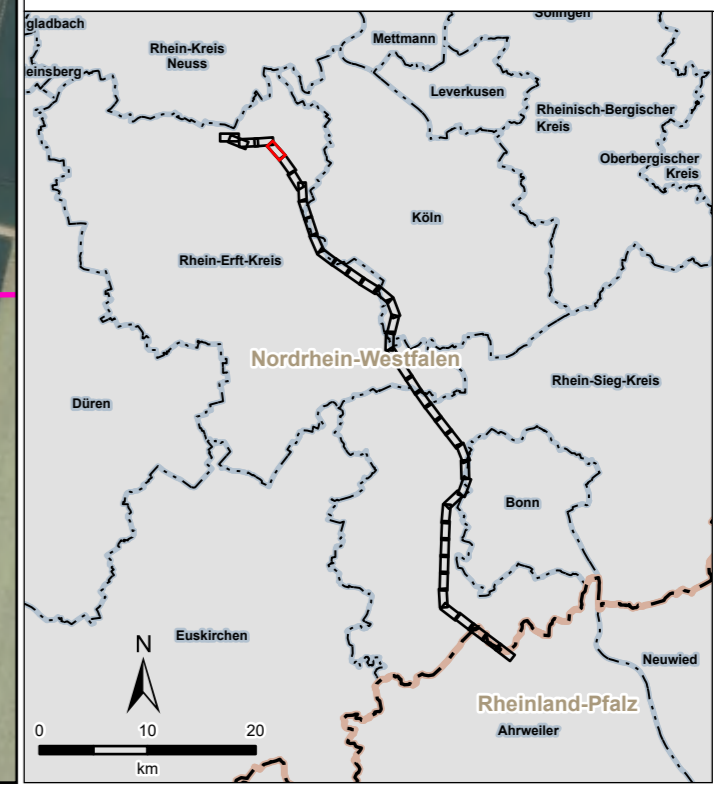 gladbach
Solingen
Mettmann
Rhein-Kreis
Neuss
einsberg
Leverkusen
Rheinisch-Bergischer
Kreis
Oberbergischer
Kreis
Köln
Rhein-Erft-Kreis
Nordrhein-Westfalen
Rhein-Sieg-Kreis
Düren
Bonn
Euskirchen
N
Neuwied
Rheinland-Pfalz
Ahrweiler
0 10 20
km